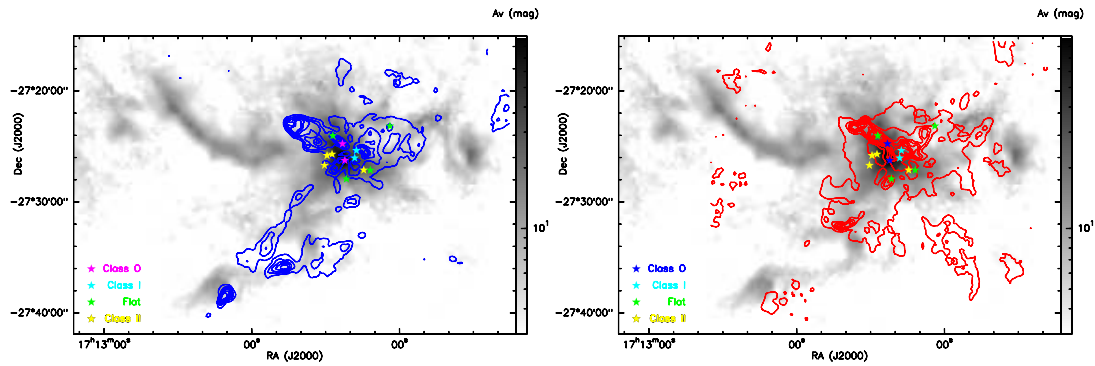 Av (mag)
Av (mag)
−27°20'00"
−27°30'00"
−27°40'00"
Dec (J2000)
10¹
Class 0
Class I
Flat
Class II
17ʰ13ᵐ00ˢ
00ˢ
00ˢ
RA (J2000)
−27°20'00"
−27°30'00"
−27°40'00"
Dec (J2000)
10¹
Class 0
Class I
Flat
Class II
17ʰ13ᵐ00ˢ
00ˢ
00ˢ
RA (J2000)